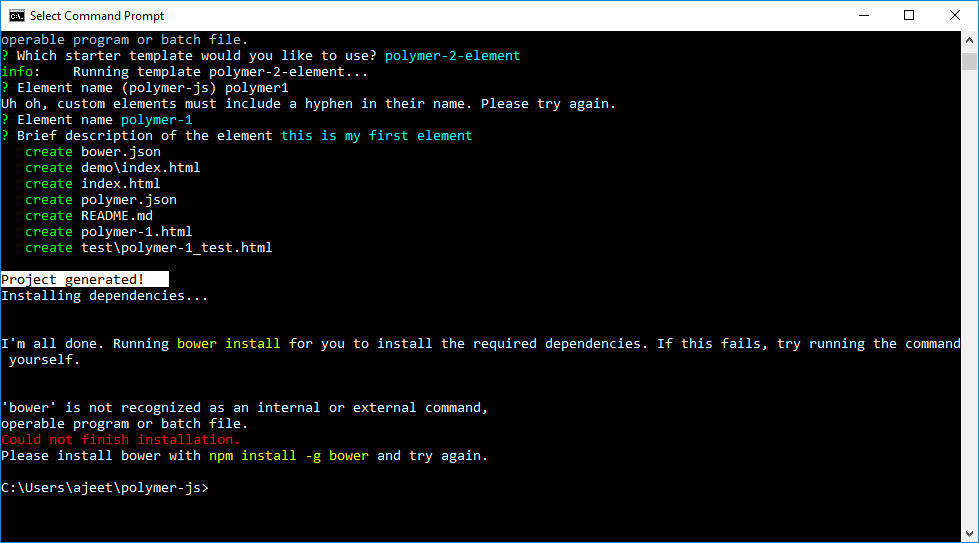 Select Command Prompt
operable program or batch file.
? Which starter template would you like to use? polymer-2-element
info:    Running template polymer-2-element...
? Element name (polymer-js) polymer1
Uh oh, custom elements must include a hyphen in their name. Please try again.
? Element name polymer-1
? Brief description of the element this is my first element
   create bower.json
   create demo\index.html
   create index.html
   create polymer.json
   create README.md
   create polymer-1.html
   create test\polymer-1_test.html
Project generated!
Installing dependencies...
I'm all done. Running bower install for you to install the required dependencies. If this fails, try running the command
 yourself.
'bower' is not recognized as an internal or external command,
operable program or batch file.
Could not finish installation.
Please install bower with npm install -g bower and try again.
C:\Users\ajeet\polymer-js>